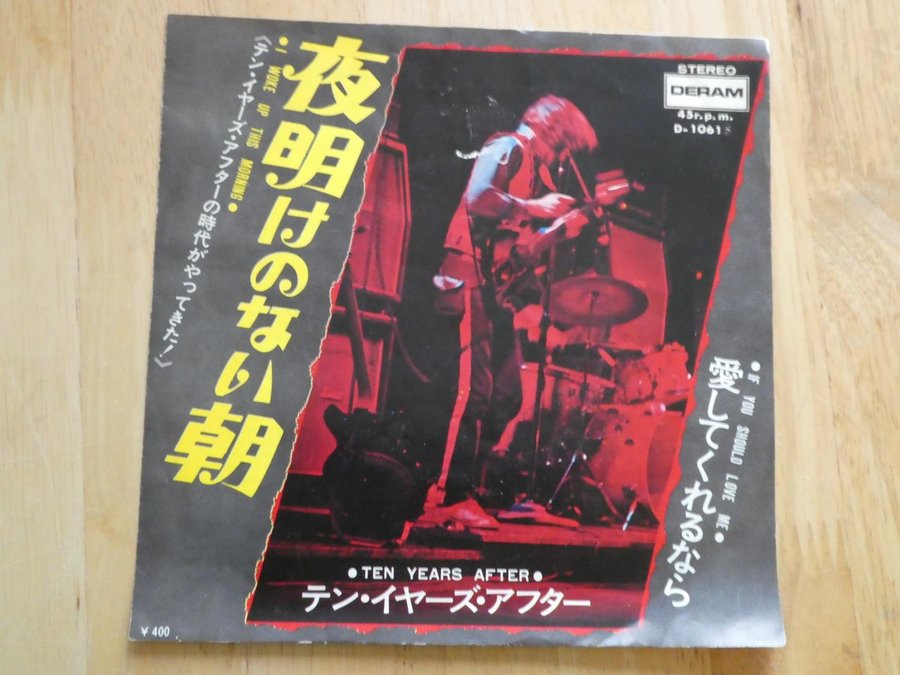 夜明けのない朝
• I WOKE UP THIS MORNING •
《テン・イヤーズ・アフターの時代がやってきた!》
STEREO
DERAM
45r.p.m.
D-1061
• IF YOU SHOULD LOVE ME •
愛してくれるなら
• TEN YEARS AFTER •
テン・イヤーズ・アフター
¥400